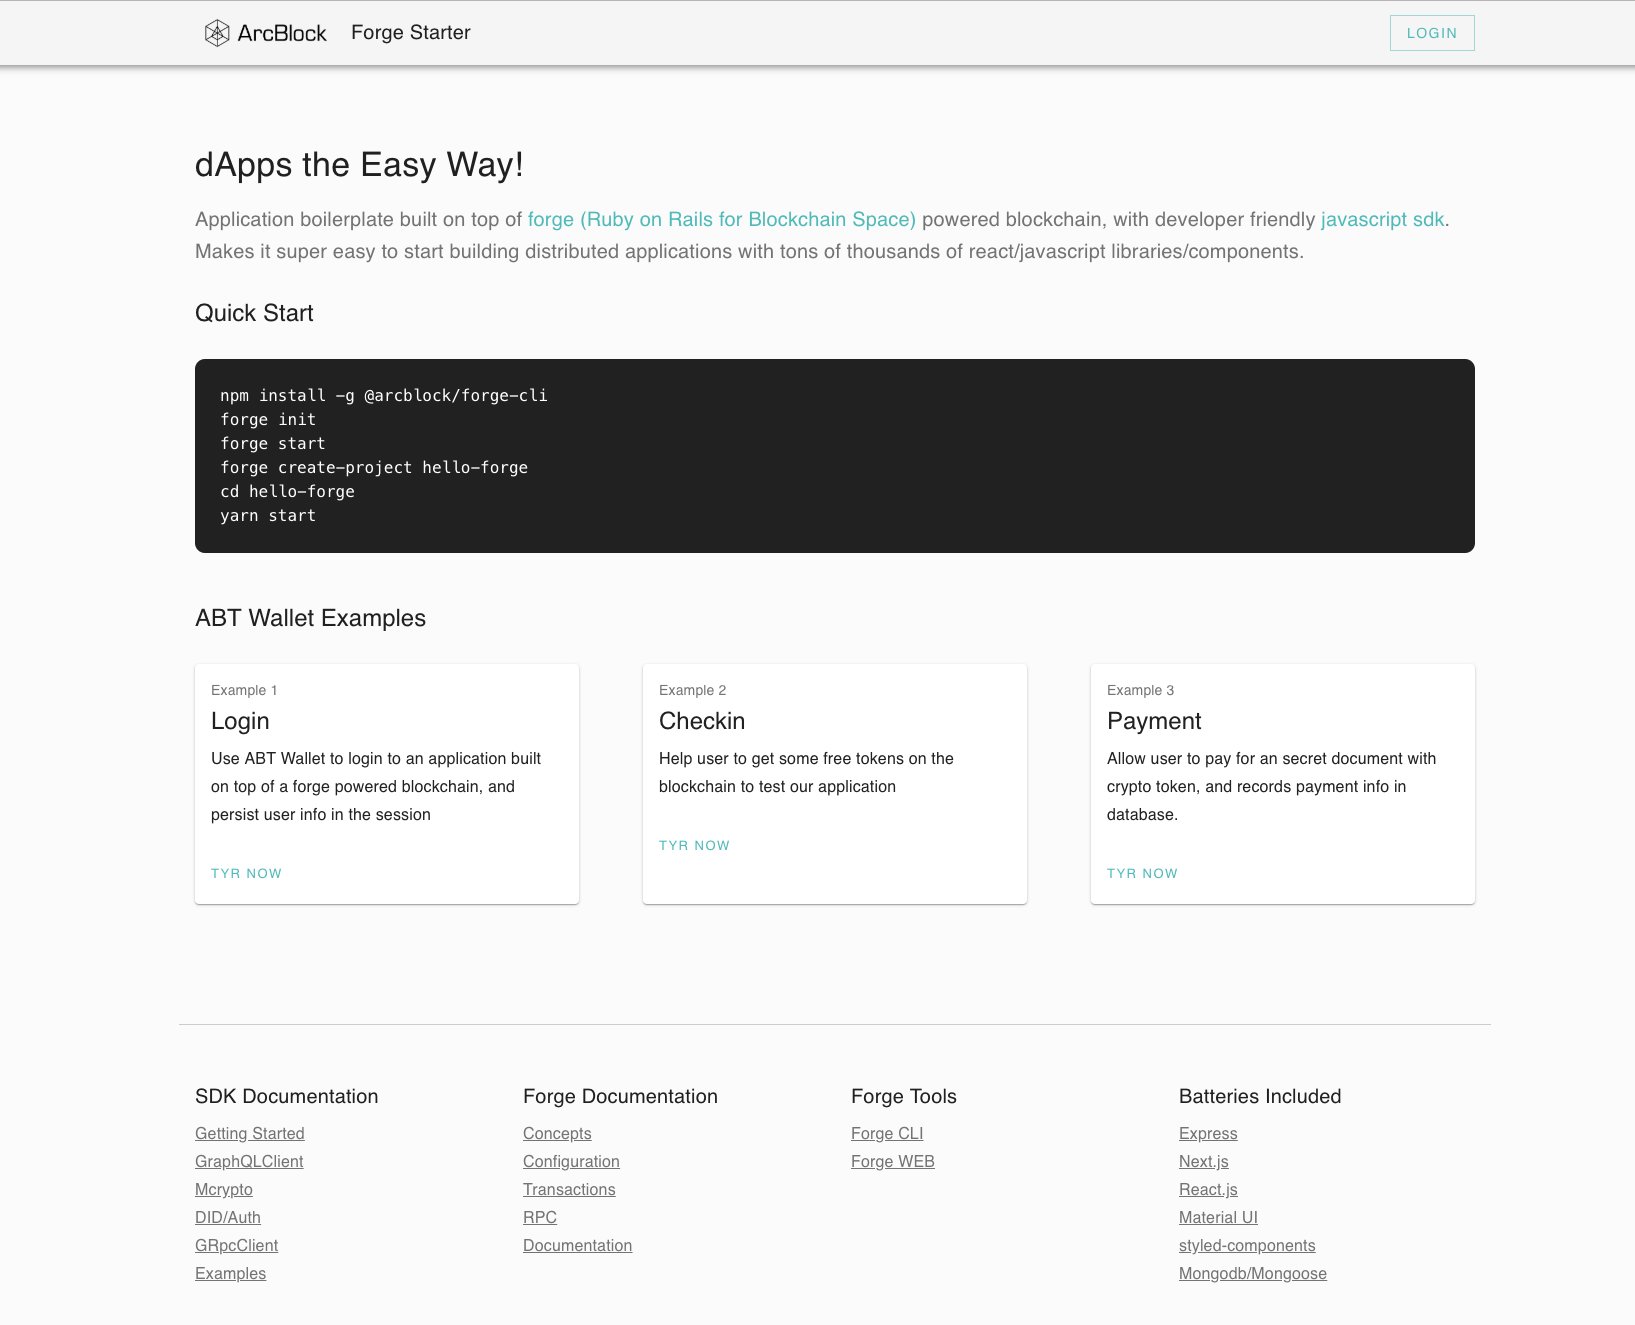 ArcBlock Forge Starter LOGIN
dApps the Easy Way!
Application boilerplate built on top of forge (Ruby on Rails for Blockchain Space) powered blockchain, with developer friendly javascript sdk.
Makes it super easy to start building distributed applications with tons of thousands of react/javascript libraries/components.
Quick Start
npm install -g @arcblock/forge-cli
forge init
forge start
forge create-project hello-forge
cd hello-forge
yarn start
ABT Wallet Examples
Example 1
Login
Use ABT Wallet to login to an application built
on top of a forge powered blockchain, and
persist user info in the session
TYR NOW
Example 2
Checkin
Help user to get some free tokens on the
blockchain to test our application
TYR NOW
Example 3
Payment
Allow user to pay for an secret document with
crypto token, and records payment info in
database.
TYR NOW
SDK Documentation
Getting Started
GraphQLClient
Mcrypto
DID/Auth
GRpcClient
Examples
Forge Documentation
Concepts
Configuration
Transactions
RPC
Documentation
Forge Tools
Forge CLI
Forge WEB
Batteries Included
Express
Next.js
React.js
Material UI
styled-components
Mongodb/Mongoose